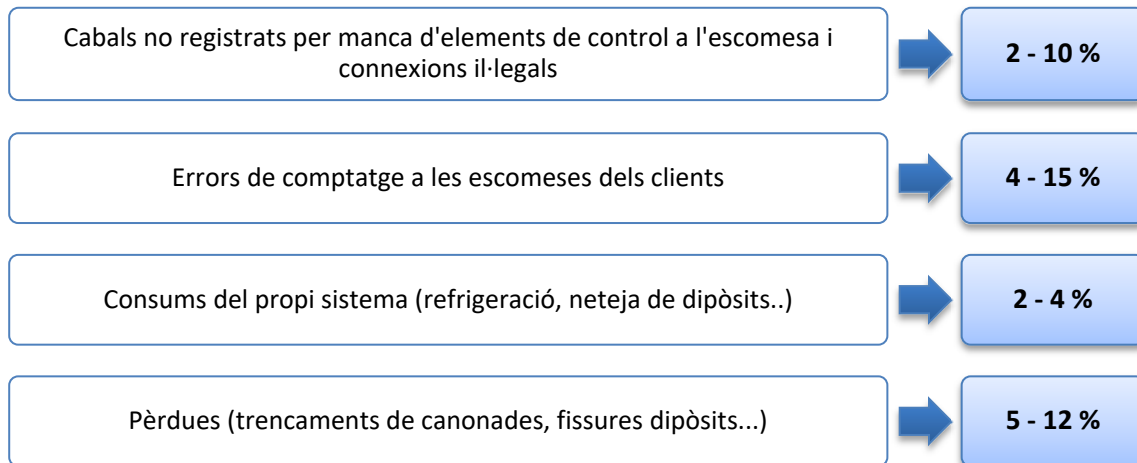 Cabals no registrats per manca d'elements de control a l'escomesa i
connexions il·legals
2 - 10 %
Errors de comptatge a les escomeses dels clients
4 - 15 %
Consums del propi sistema (refrigeració, neteja de dipòsits..)
2 - 4 %
Pèrdues (trencaments de canonades, fissures dipòsits...)
5 - 12 %